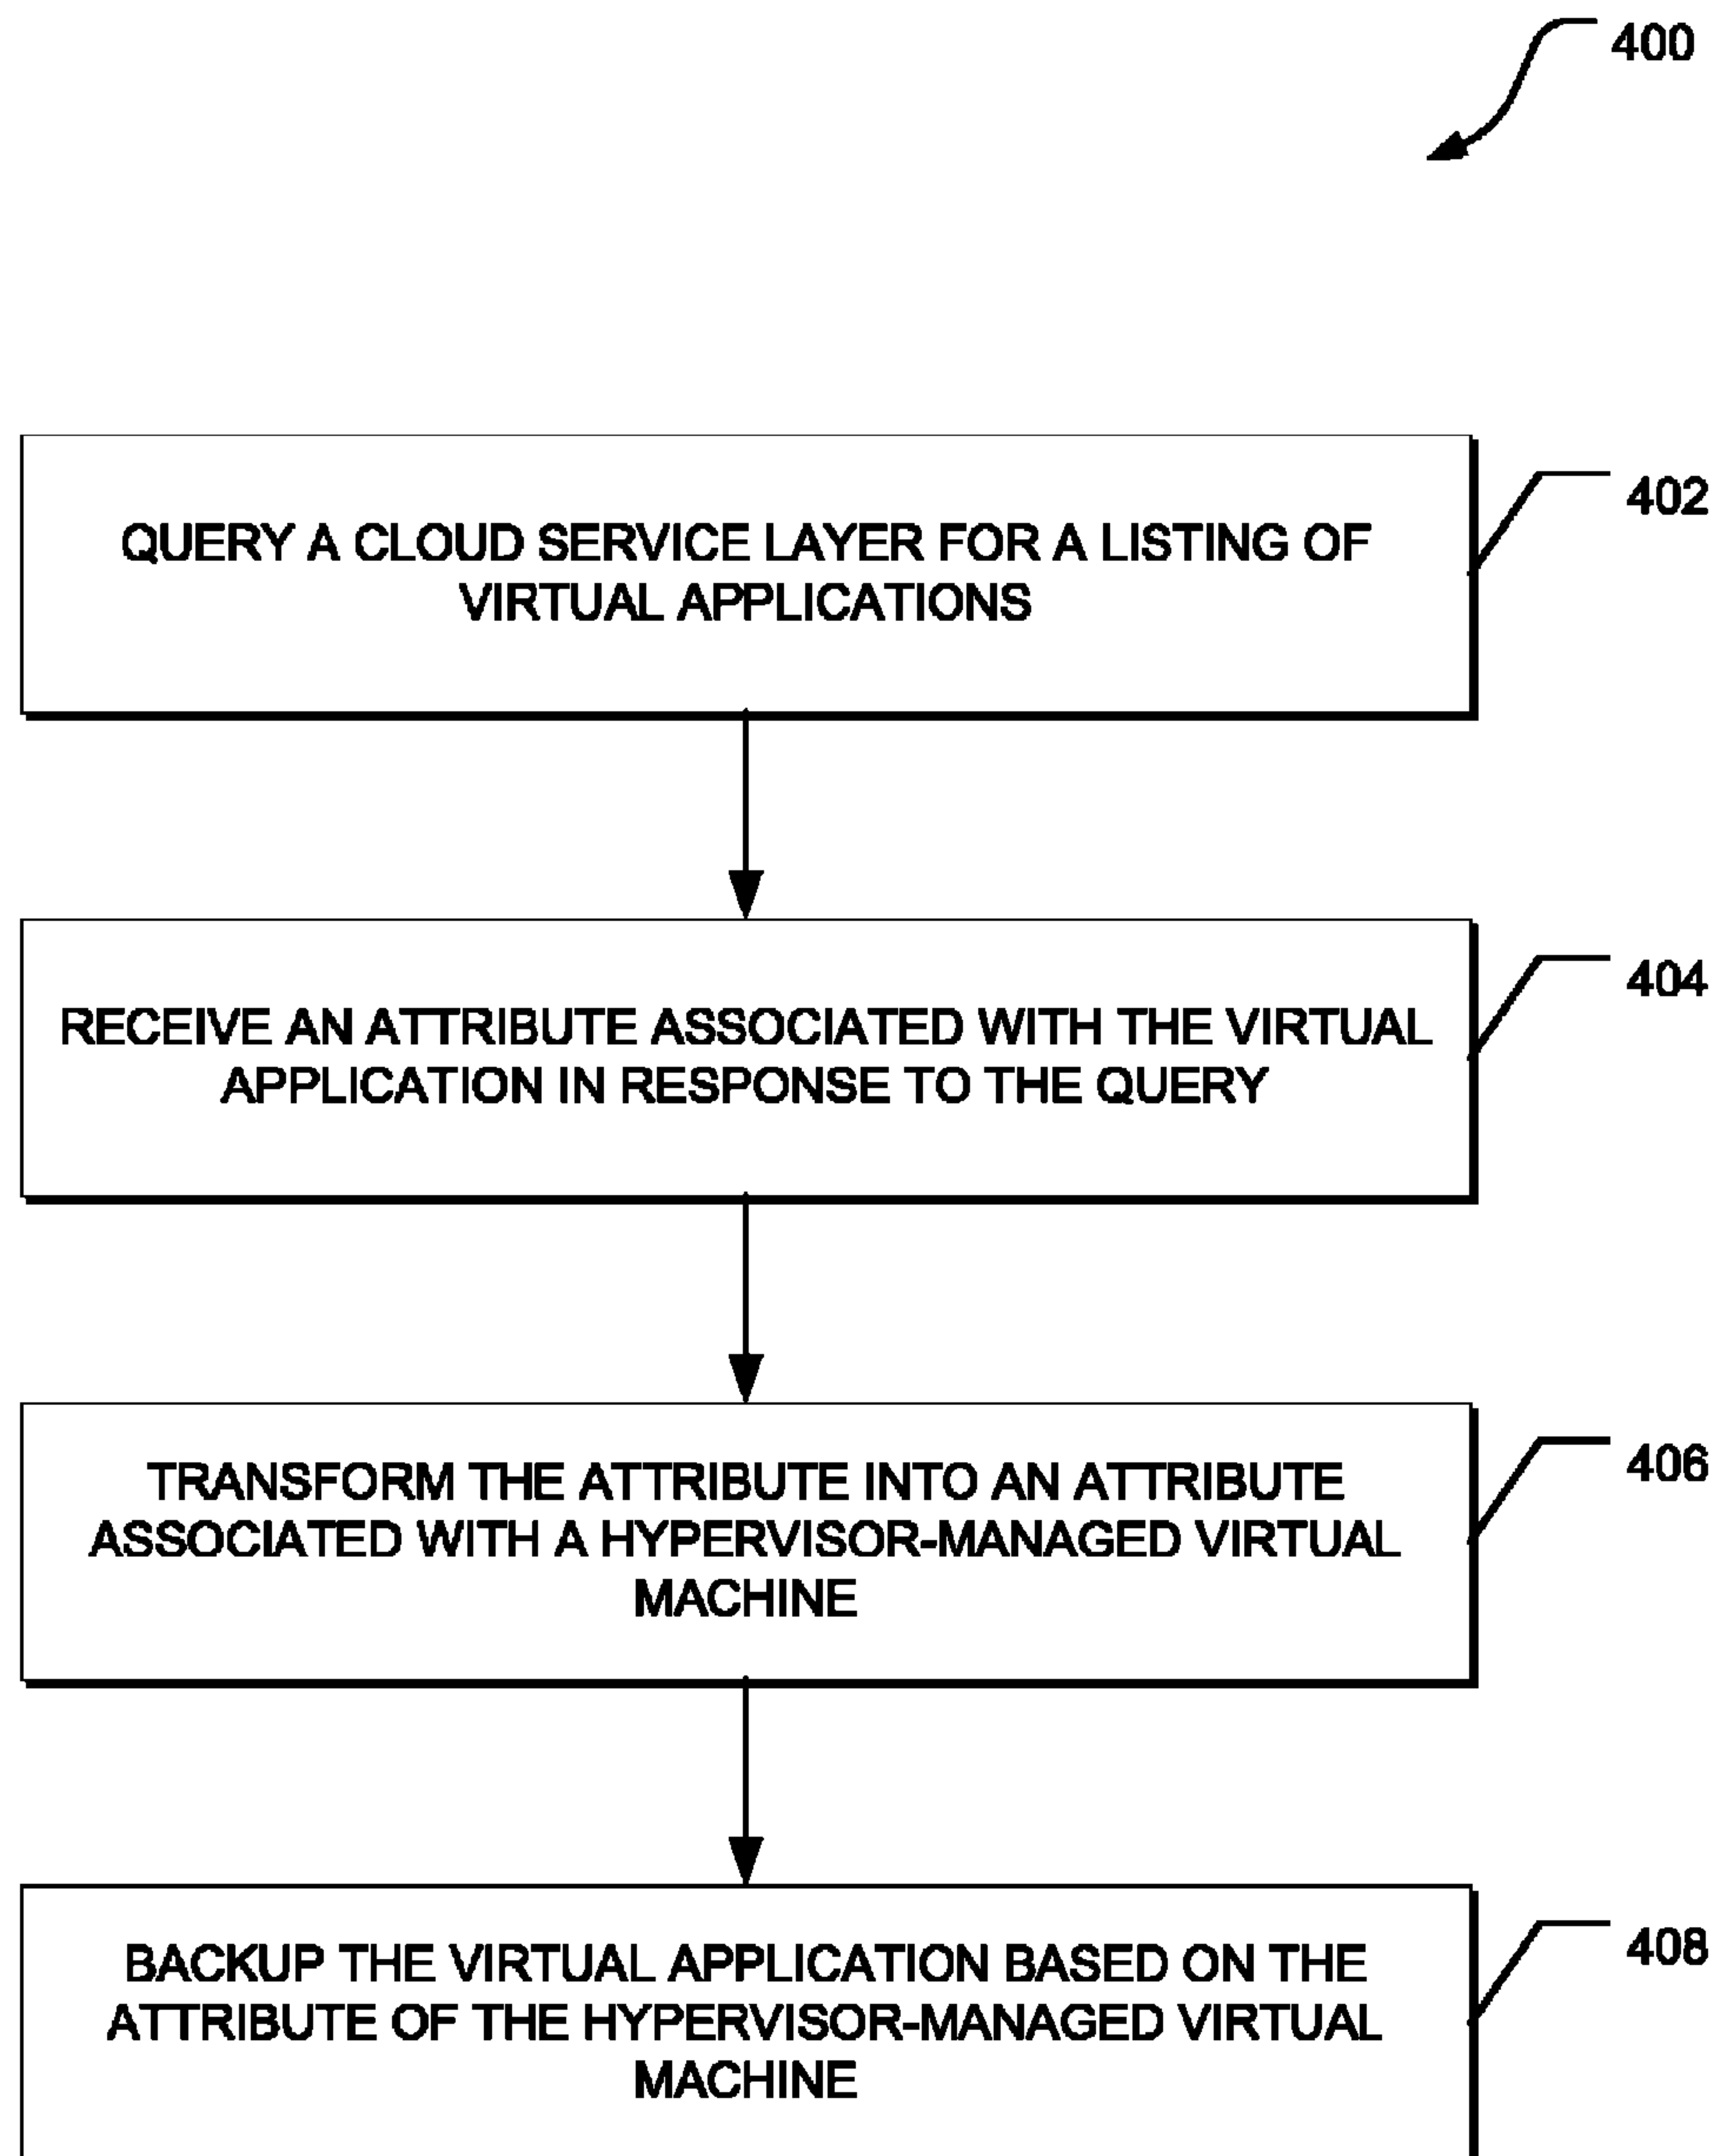 400
QUERY A CLOUD SERVICE LAYER FOR A LISTING OF
VIRTUAL APPLICATIONS
402
RECEIVE AN ATTRIBUTE ASSOCIATED WITH THE VIRTUAL
APPLICATION IN RESPONSE TO THE QUERY
404
TRANSFORM THE ATTRIBUTE INTO AN ATTRIBUTE
ASSOCIATED WITH A HYPERVISOR-MANAGED VIRTUAL
MACHINE
406
BACKUP THE VIRTUAL APPLICATION BASED ON THE
ATTRIBUTE OF THE HYPERVISOR-MANAGED VIRTUAL
MACHINE
408